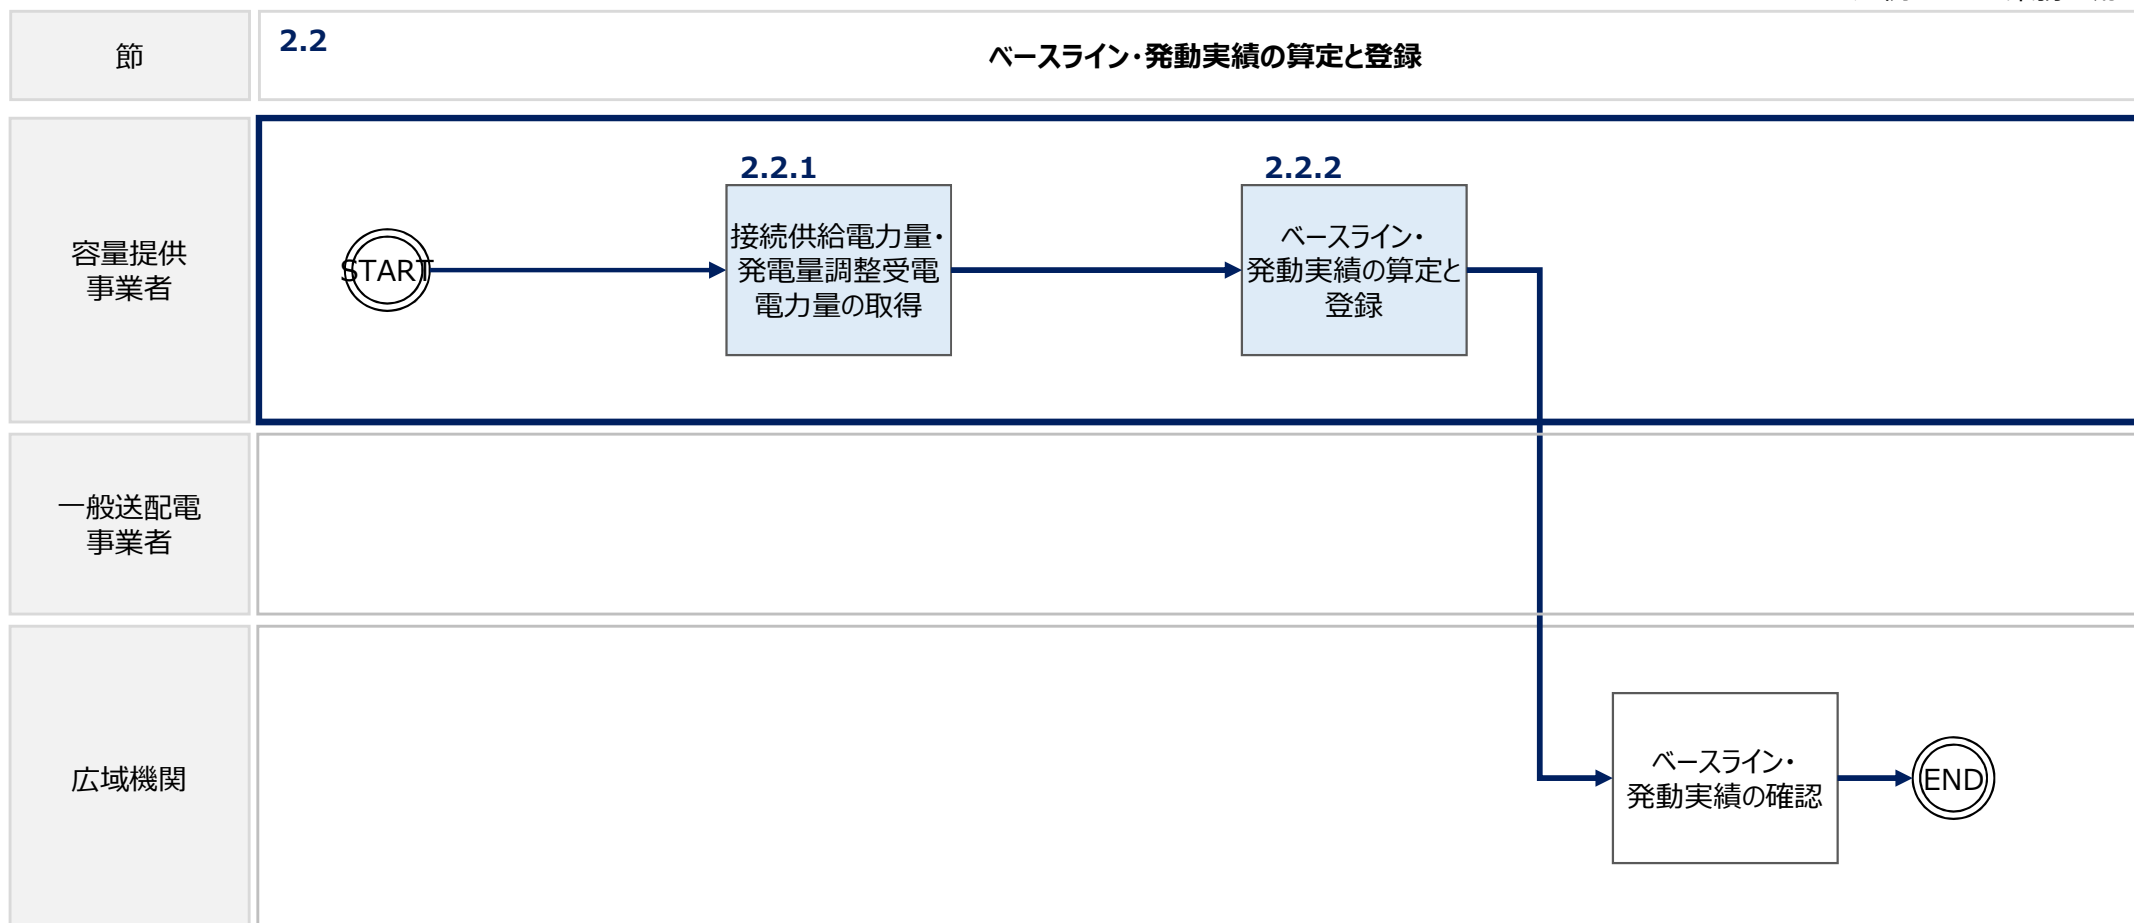 節
2.2
ベースライン・発動実績の算定と登録
容量提供
事業者
START
2.2.1
接続供給電力量・
発電量調整受電
電力量の取得
2.2.2
ベースライン・
発動実績の算定と
登録
一般送配電
事業者
広域機関
ベースライン・
発動実績の確認
END